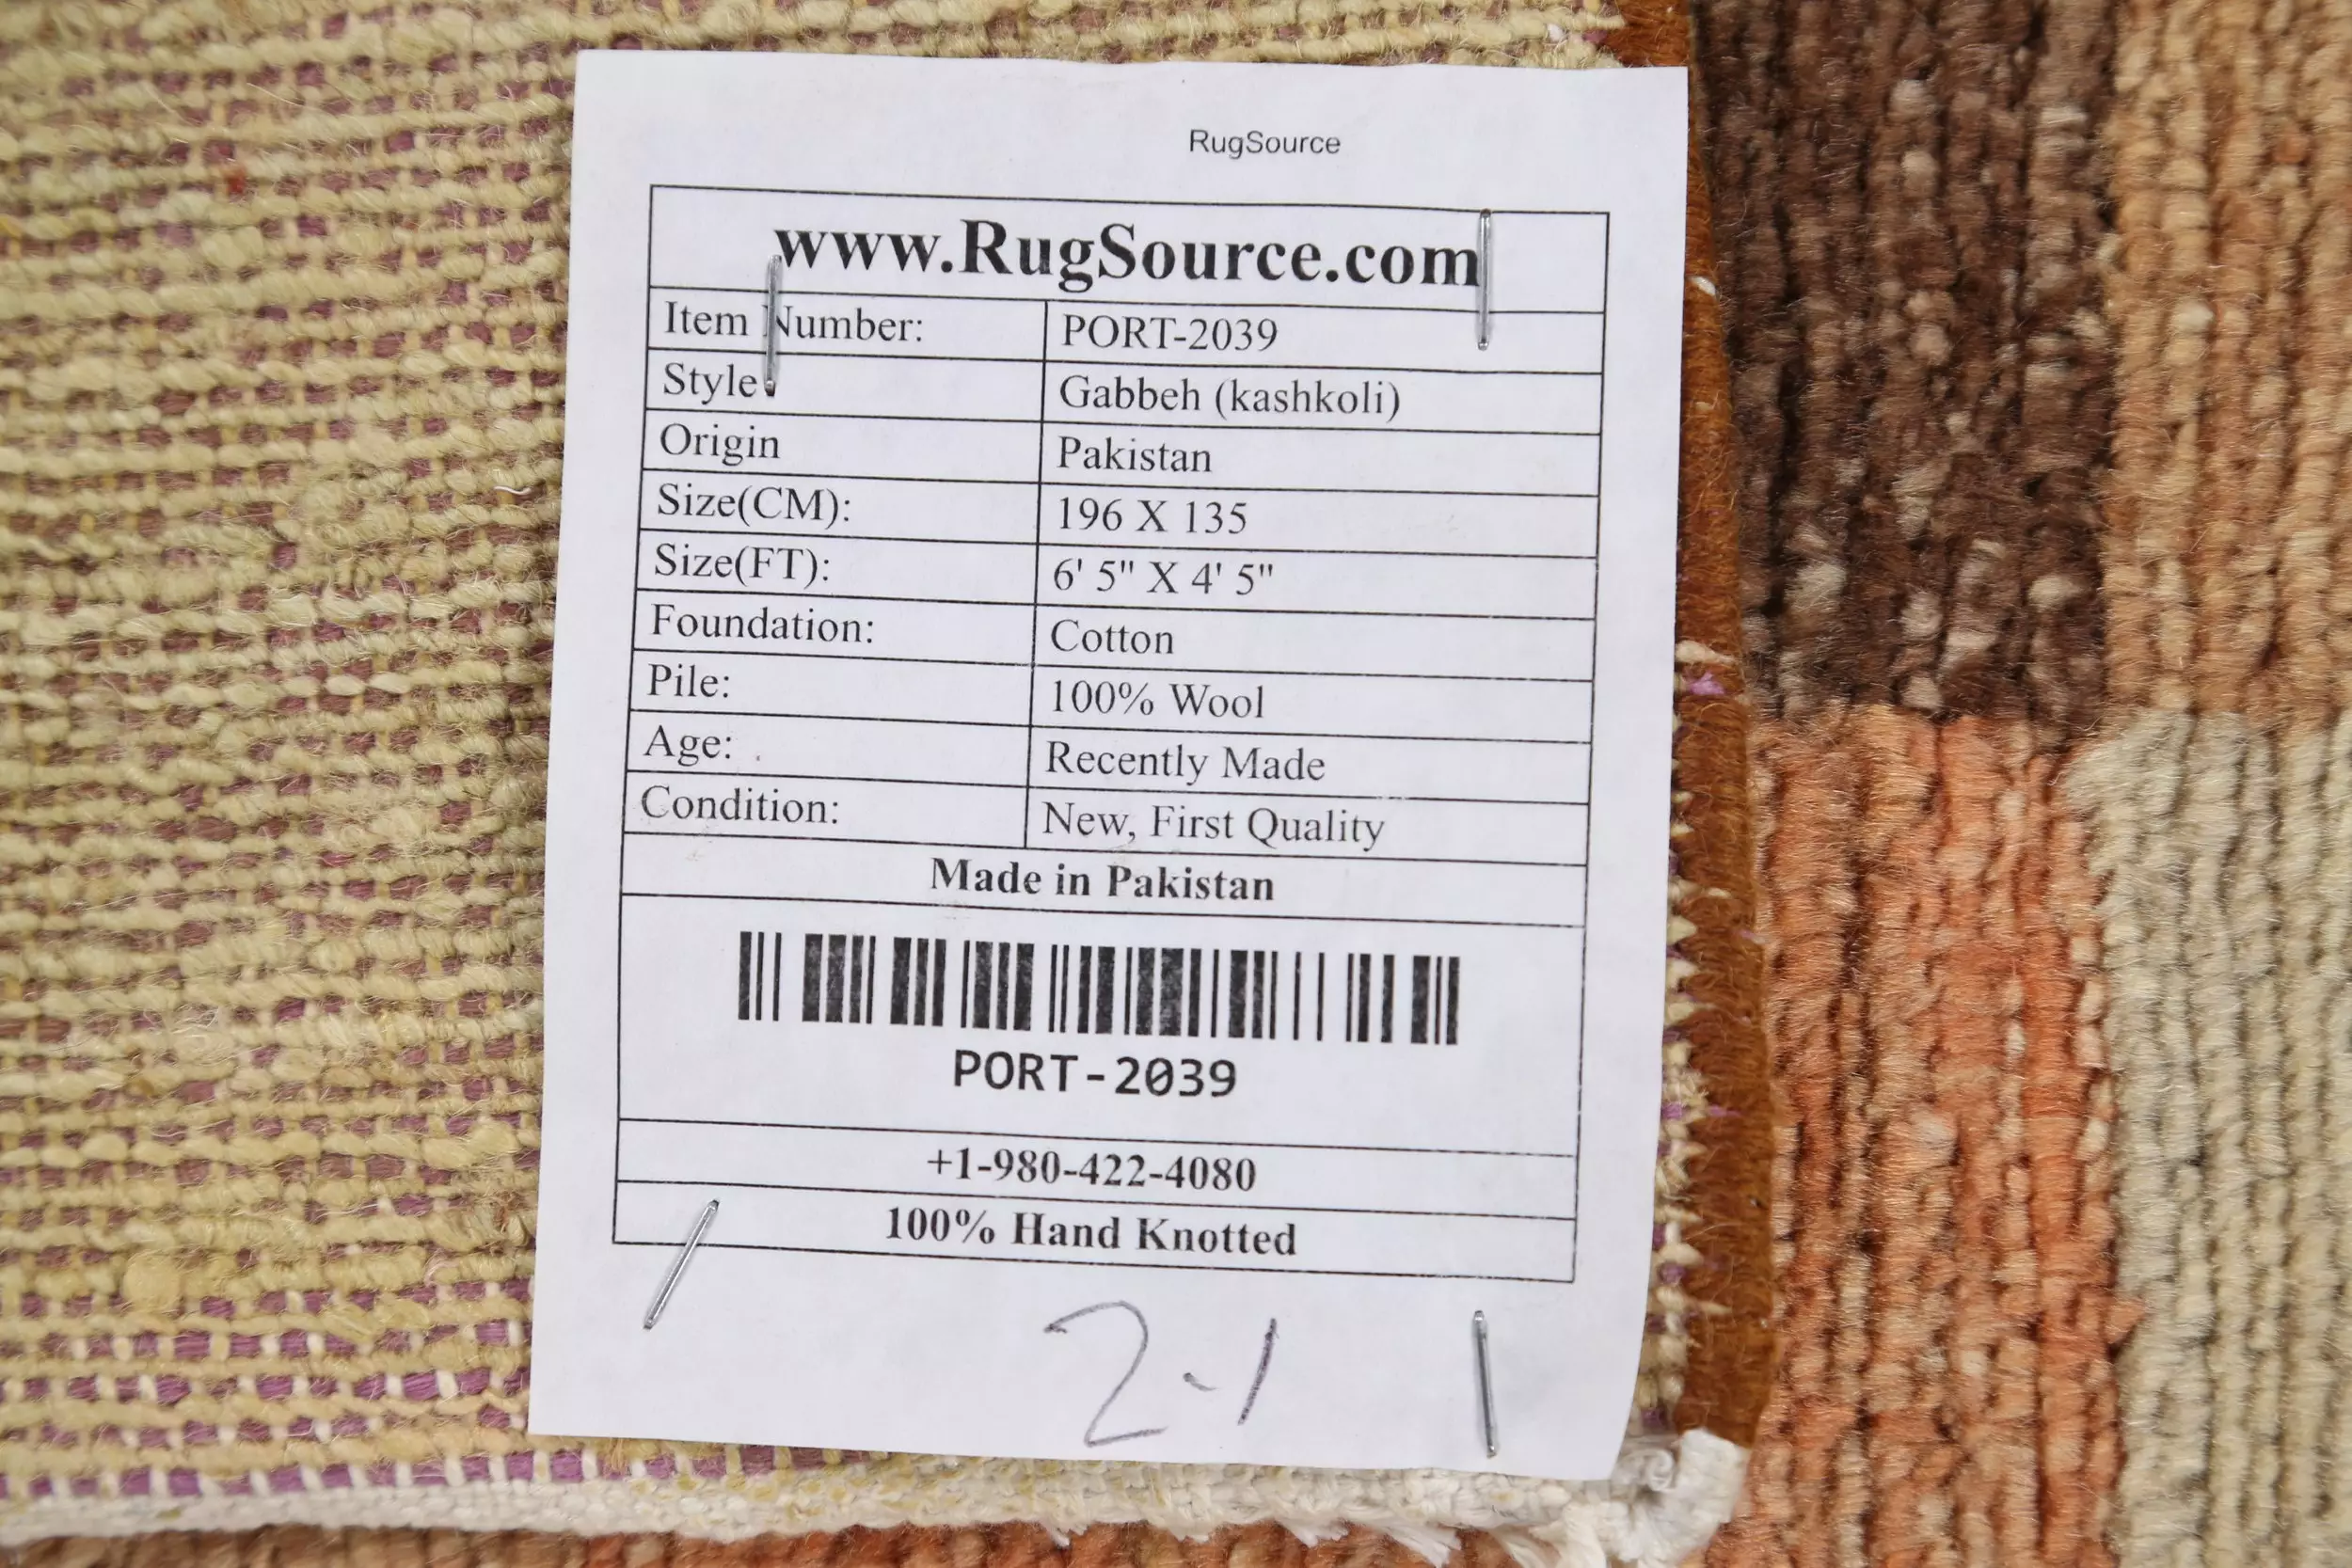 RugSource
www.RugSource.com
Item Number: PORT-2039
Style: Gabbeh (kashkoli)
Origin Pakistan
Size(CM): 196 X 135
Size(FT): 6' 5" X 4' 5"
Foundation: Cotton
Pile: 100% Wool
Age: Recently Made
Condition: New, First Quality
Made in Pakistan
PORT-2039
+1-980-422-4080
100% Hand Knotted
2-1